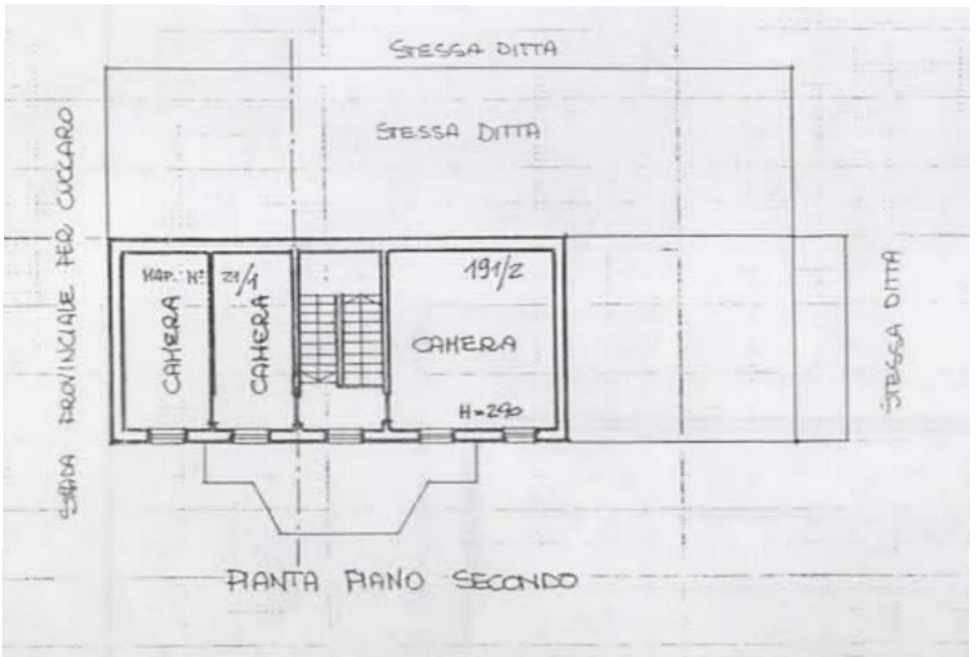 STESSA DITTA
STESSA DITTA
STRADA PROVINCIALE PER CUCCARO
MAP. Nº 21/1
191/2
CAMERA
CAMERA
CAMERA
H=290
STESSA DITTA
PIANTA PIANO SECONDO